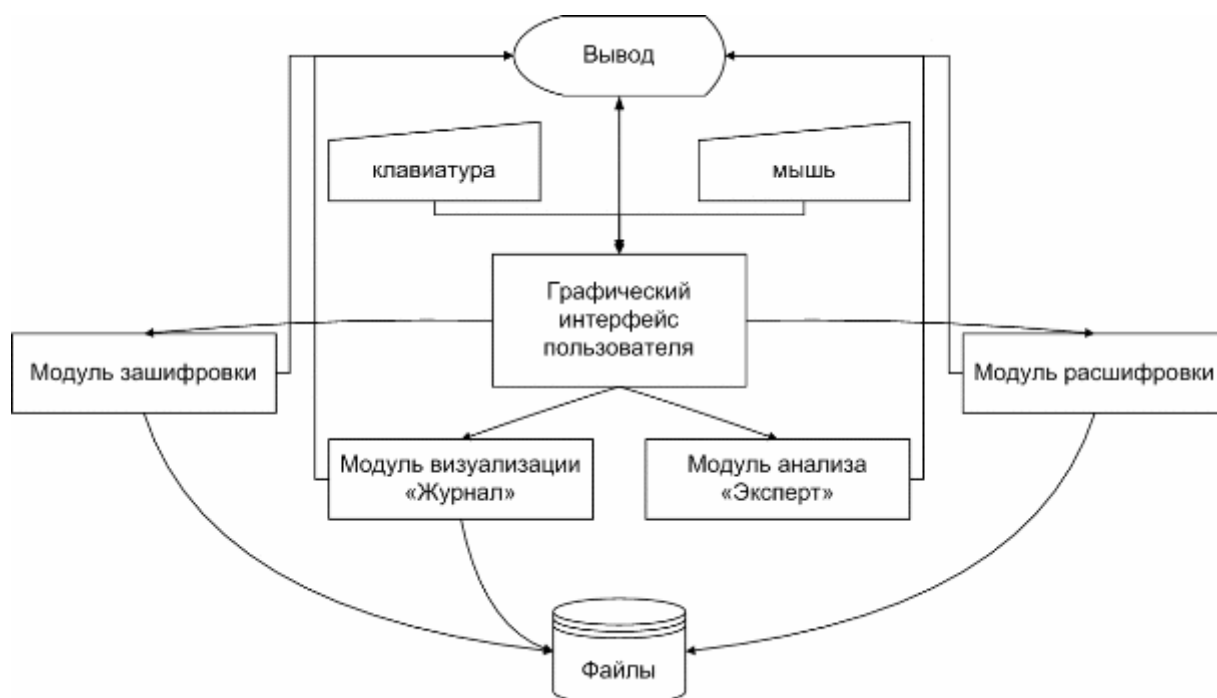 Вывод
клавиатура
мышь
Графический
интерфейс
пользователя
Модуль зашифровки
Модуль расшифровки
Модуль визуализации
«Журнал»
Модуль анализа
«Эксперт»
Файлы